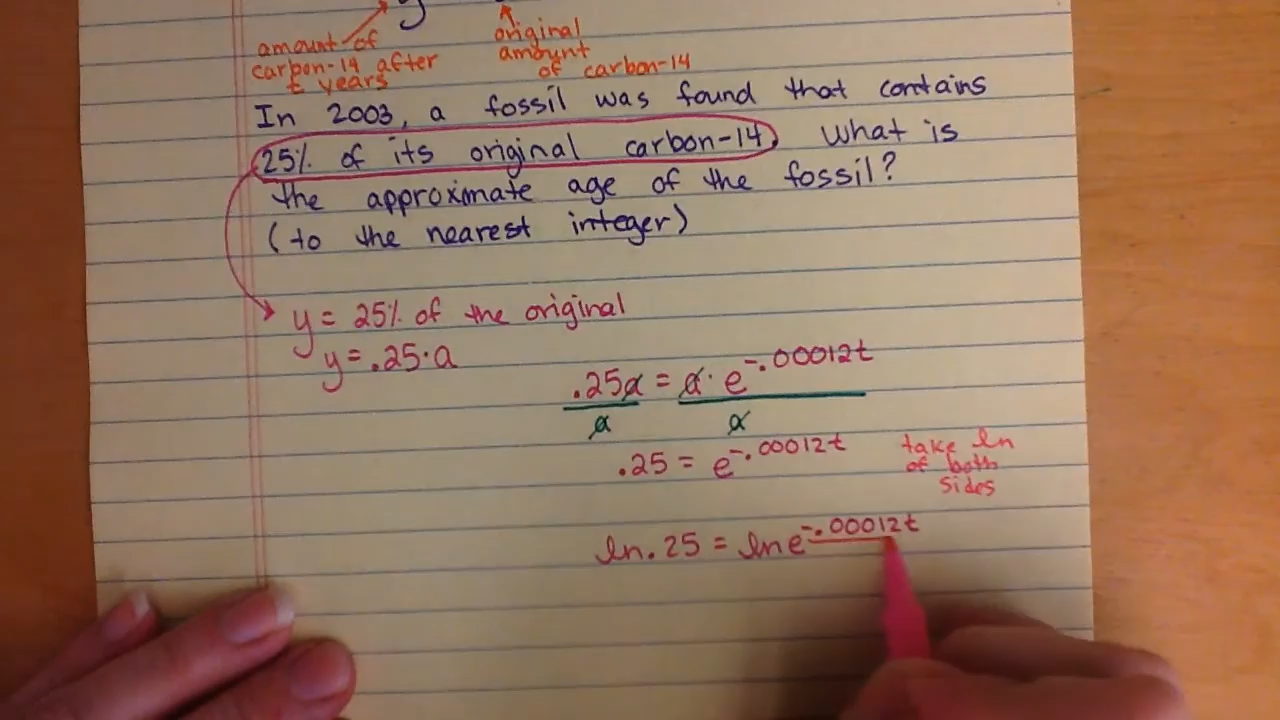 y
amount of
carbon-14 after
t years
original
amount
of carbon-14
In 2003, a fossil was found that contains
25% of its original carbon-14. What is
the approximate age of the fossil?
(to the nearest integer)
y = 25% of the original
y = .25·a
.25a = a·e^-.00012t
a a
.25 = e^-.00012t
take ln
of both
sides
ln .25 = ln e^-.00012t